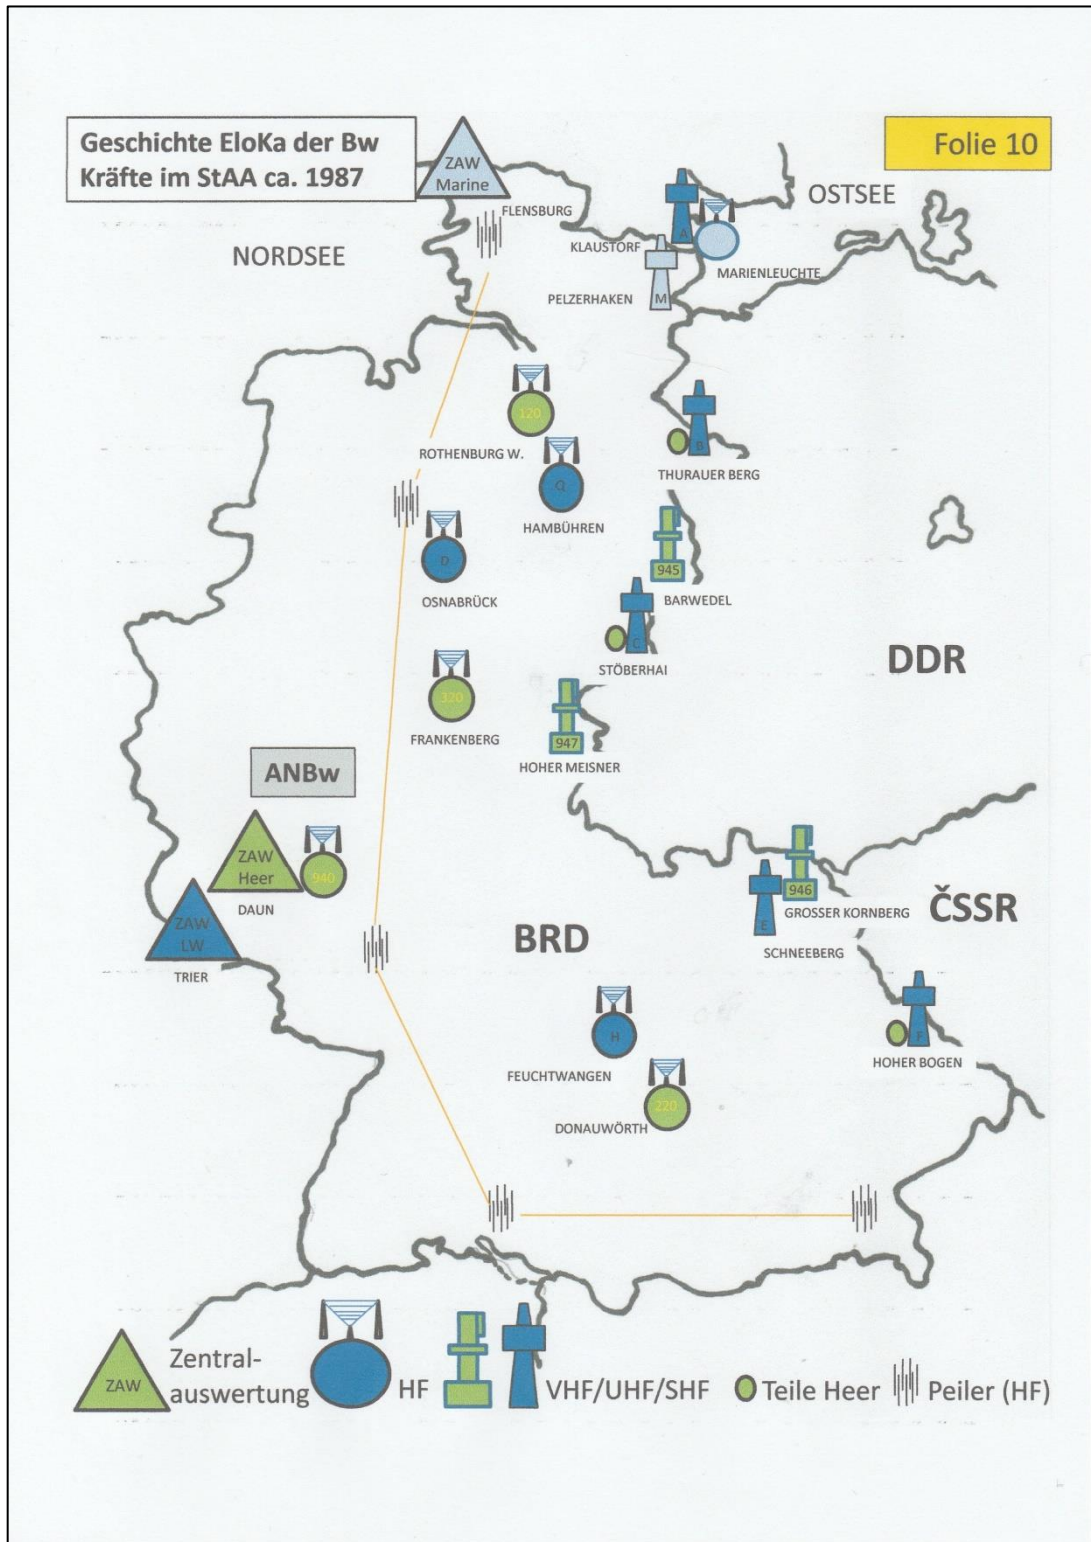 Geschichte EloKa der Bw
Kräfte im StAA ca. 1987
Folie 10
ZAW
Marine
FLENSBURG
OSTSEE
NORDSEE
A
KLAUSTORF
MARIENLEUCHTE
PELZERHAKEN
M
120
ROTHENBURG W.
B
THURAUER BERG
Q
HAMBÜHREN
D
OSNABRÜCK
945
BARWEDEL
C
STÖBERHAI
DDR
320
FRANKENBERG
947
HOHER MEISNER
ANBw
ZAW
Heer
940
DAUN
ZAW
LW
TRIER
BRD
946
GROSSER KORNBERG
E
SCHNEEBERG
ČSSR
H
FEUCHTWANGEN
F
HOHER BOGEN
220
DONAUWÖRTH
ZAW
Zentral-
auswertung
HF
VHF/UHF/SHF
Teile Heer
Peiler (HF)